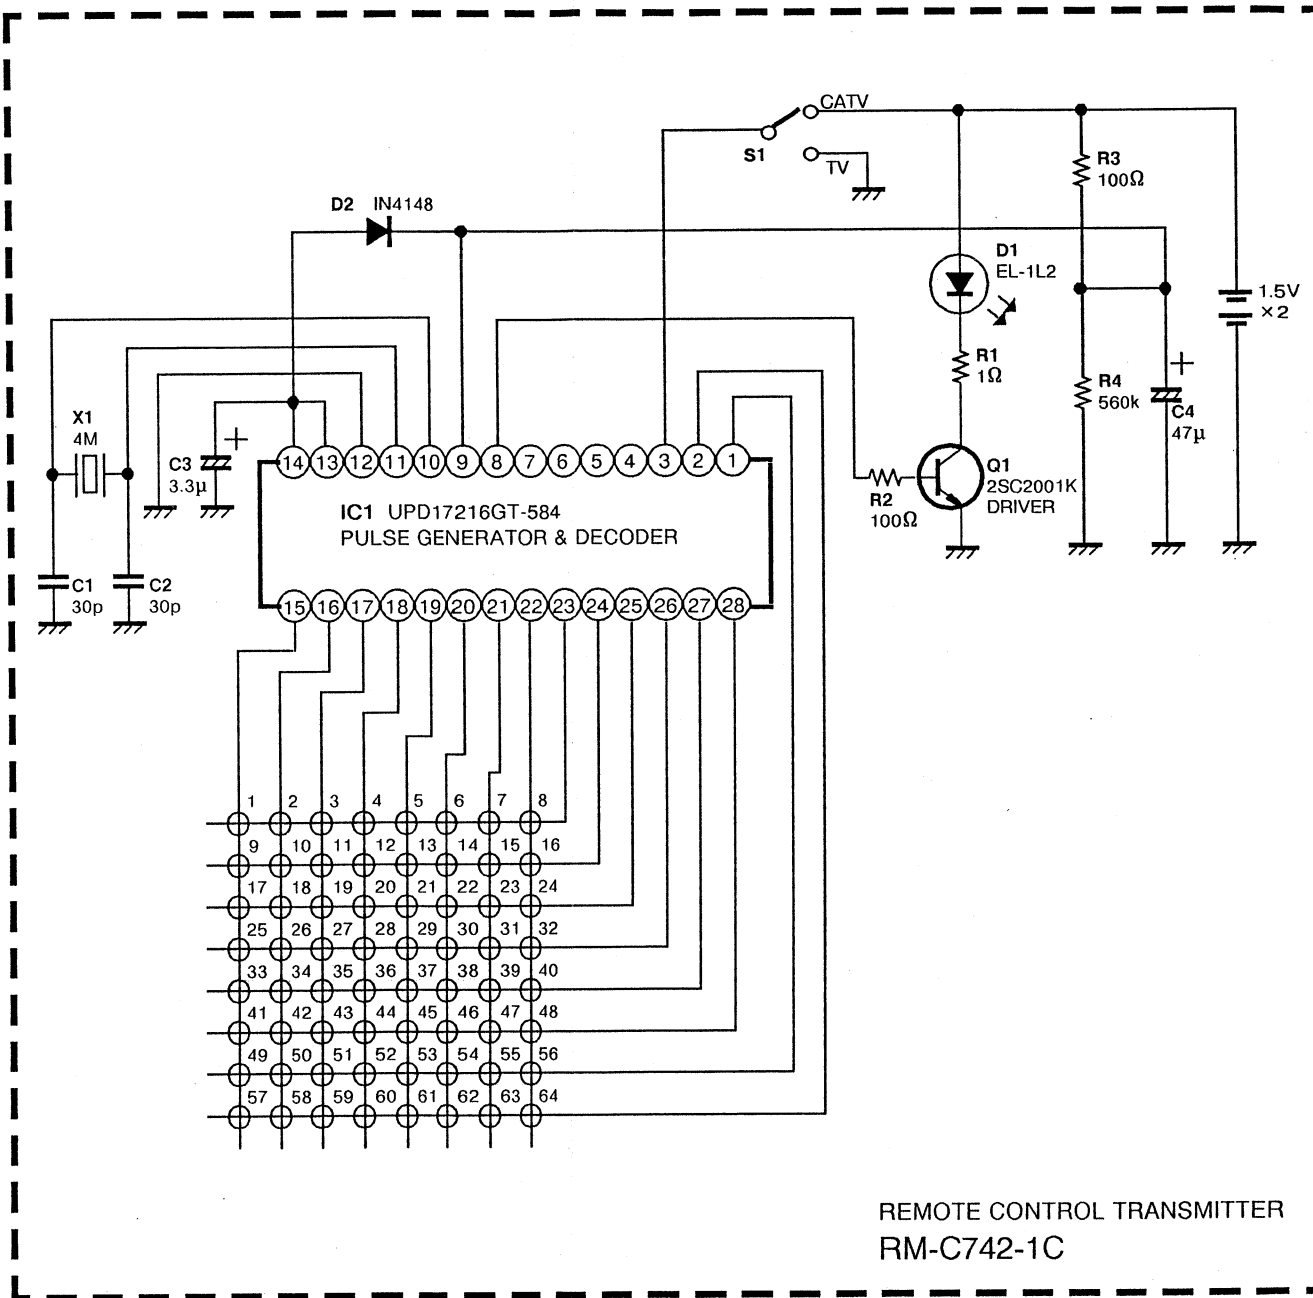 CATV
S1
TV
R3
100Ω
D2 IN4148
D1
EL-1L2
1.5V
×2
R1
1Ω
+
X1
4M
+
R4
560k
C4
47µ
C3
3.3µ
14 13 12 11 10 9 8 7 6 5 4 3 2 1
Q1
2SC2001K
DRIVER
R2
100Ω
IC1 UPD17216GT-584
PULSE GENERATOR & DECODER
C1
30p
C2
30p
15 16 17 18 19 20 21 22 23 24 25 26 27 28
1 2 3 4 5 6 7 8
9 10 11 12 13 14 15 16
17 18 19 20 21 22 23 24
25 26 27 28 29 30 31 32
33 34 35 36 37 38 39 40
41 42 43 44 45 46 47 48
49 50 51 52 53 54 55 56
57 58 59 60 61 62 63 64
REMOTE CONTROL TRANSMITTER
RM-C742-1C